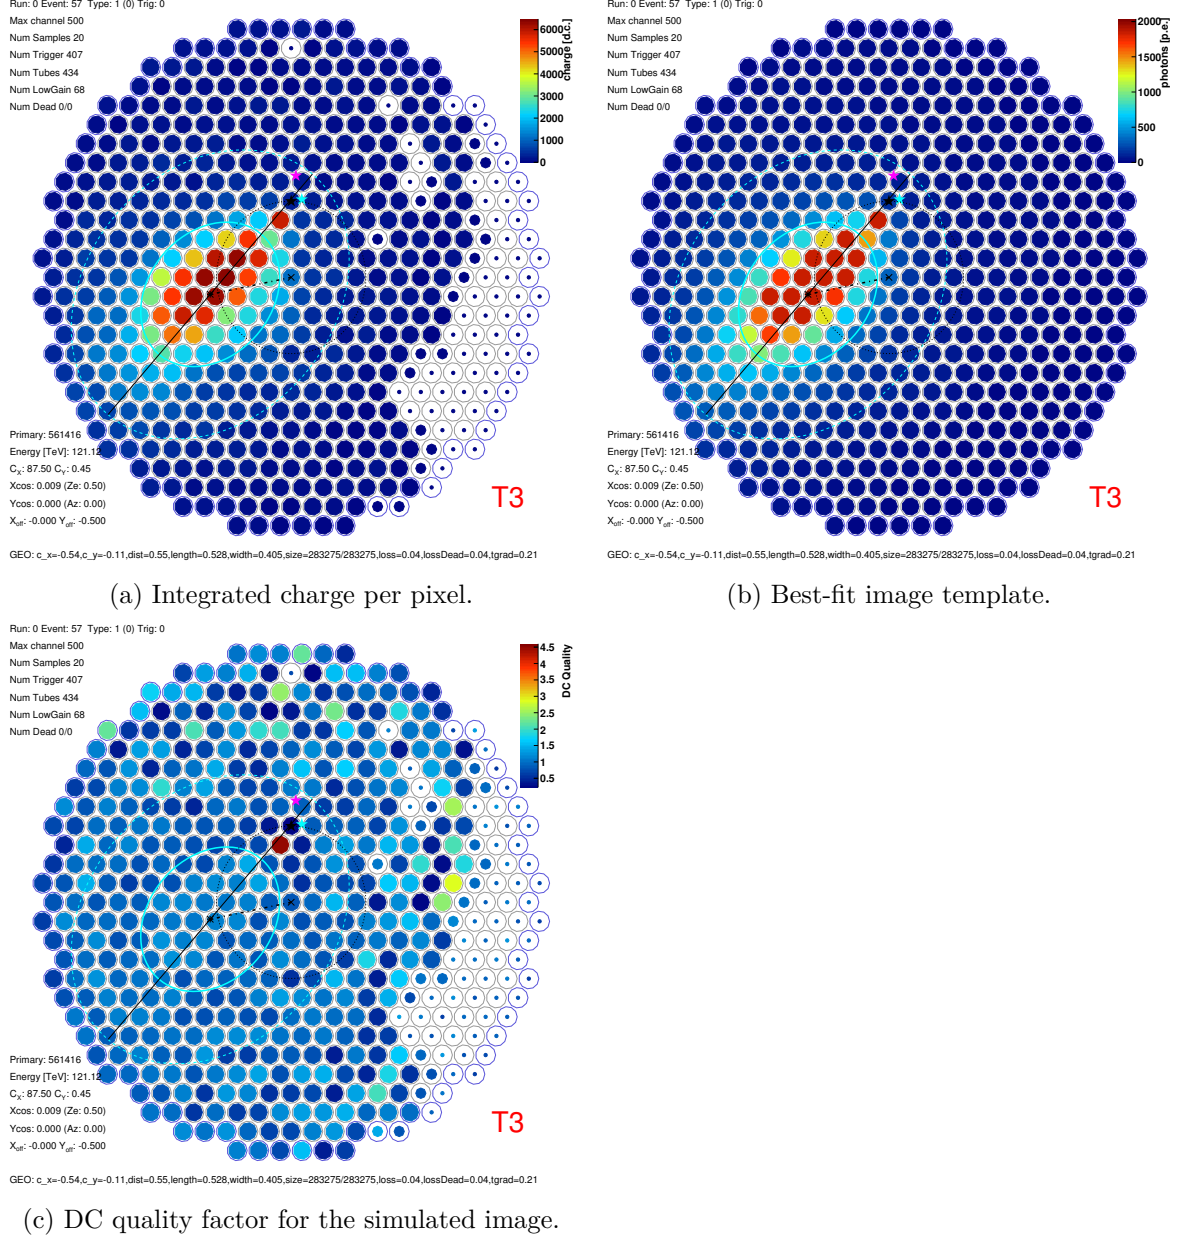 Run: 0 Event: 57 Type: 1 (0) Trig: 0
Max channel 500
Num Samples 20
Num Trigger 407
Num Tubes 434
Num LowGain 68
Num Dead 0/0
6000
5000
4000
3000
2000
1000
0
charge [d.c.]
Primary: 561416
Energy [TeV]: 121.12
CX: 87.50 CY: 0.45
Xcos: 0.009 (Ze: 0.50)
Ycos: 0.000 (Az: 0.00)
Xoff: -0.000 Yoff: -0.500
T3
GEO: c_x=-0.54,c_y=-0.11,dist=0.55,length=0.528,width=0.405,size=283275/283275,loss=0.04,lossDead=0.04,tgrad=0.21
(a) Integrated charge per pixel.
Run: 0 Event: 57 Type: 1 (0) Trig: 0
Max channel 500
Num Samples 20
Num Trigger 407
Num Tubes 434
Num LowGain 68
Num Dead 0/0
2000
1500
1000
500
0
photons [p.e.]
Primary: 561416
Energy [TeV]: 121.12
CX: 87.50 CY: 0.45
Xcos: 0.009 (Ze: 0.50)
Ycos: 0.000 (Az: 0.00)
Xoff: -0.000 Yoff: -0.500
T3
GEO: c_x=-0.54,c_y=-0.11,dist=0.55,length=0.528,width=0.405,size=283275/283275,loss=0.04,lossDead=0.04,tgrad=0.21
(b) Best-fit image template.
Run: 0 Event: 57 Type: 1 (0) Trig: 0
Max channel 500
Num Samples 20
Num Trigger 407
Num Tubes 434
Num LowGain 68
Num Dead 0/0
4.5
4
3.5
3
2.5
2
1.5
1
0.5
DC Quality
Primary: 561416
Energy [TeV]: 121.12
CX: 87.50 CY: 0.45
Xcos: 0.009 (Ze: 0.50)
Ycos: 0.000 (Az: 0.00)
Xoff: -0.000 Yoff: -0.500
T3
GEO: c_x=-0.54,c_y=-0.11,dist=0.55,length=0.528,width=0.405,size=283275/283275,loss=0.04,lossDead=0.04,tgrad=0.21
(c) DC quality factor for the simulated image.